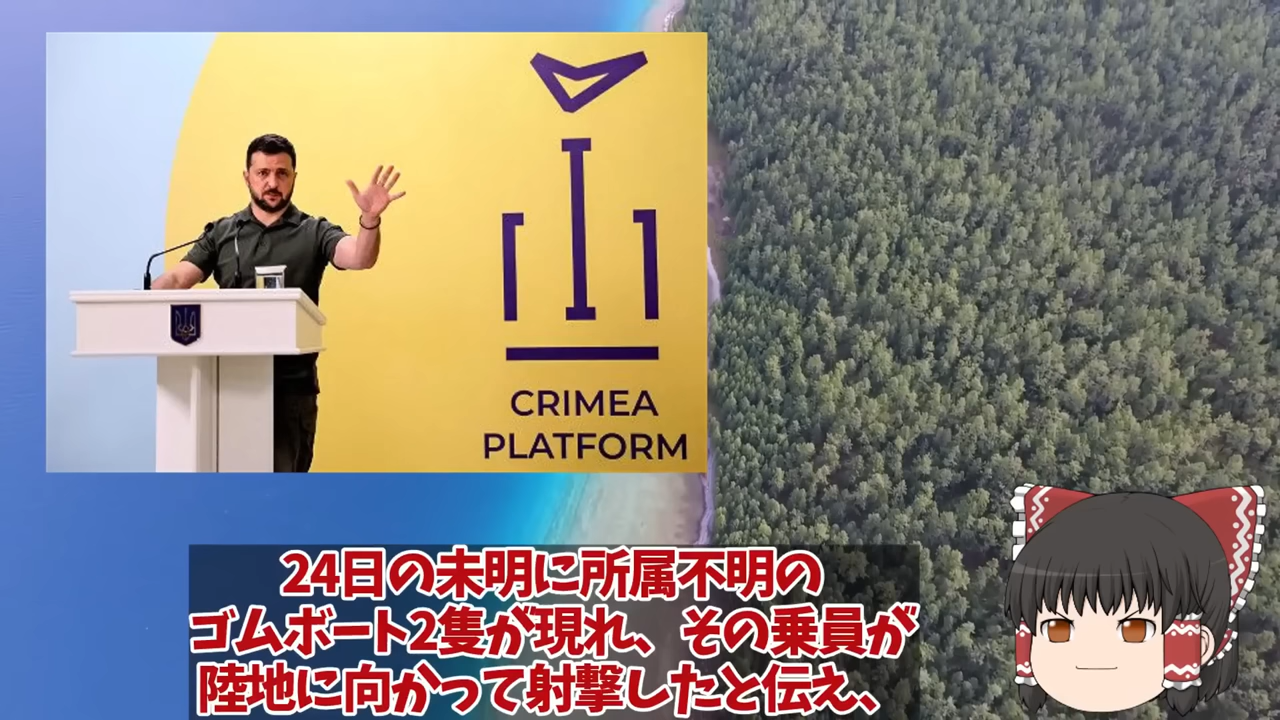 CRIMEA
PLATFORM
24日の未明に所属不明の
ゴムボート2隻が現れ、その乗員が
陸地に向かって射撃したと伝え、